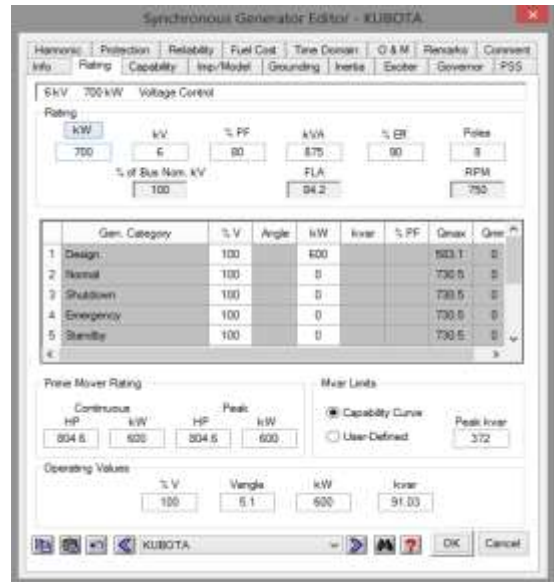 Synchronous Generator Editor - KUBOTA
Harmonic Protection Reliability Fuel Cost Time Domain O & M Remarks Comment
Info Rating Capability Imp/Model Grounding Inertia Exciter Governor PSS
6 kV 700 kW Voltage Control
Rating
kW kV % PF kVA % Eff Poles
700 6 80 875 90 8
% of Bus Nom. kV FLA RPM
100 84.2 750
Gen. Category % V Angle kW kvar % PF Qmax Qmin
1 Design 100 600 503.1 0
2 Normal 100 0 730.5 0
3 Shutdown 100 0 730.5 0
4 Emergency 100 0 730.5 0
5 Standby 100 0 730.5 0
Prime Mover Rating Mvar Limits
Continuous Peak
HP kW HP kW
804.6 600 804.6 600
Capability Curve
User-Defined
Peak kvar
372
Operating Values
% V Vangle kW kvar
100 5.1 600 91.03
KUBOTA ? OK Cancel